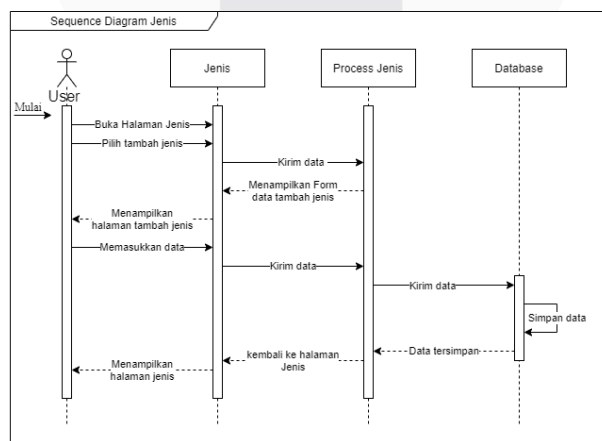 Sequence Diagram Jenis
User
Jenis
Process Jenis
Database
Mulai
Buka Halaman Jenis
Pilih tambah jenis
Kirim data
Menampilkan Form
data tambah jenis
Menampilkan
halaman tambah jenis
Memasukkan data
Kirim data
Kirim data
Simpan data
Data tersimpan
kembali ke halaman
Jenis
Menampilkan
halaman jenis